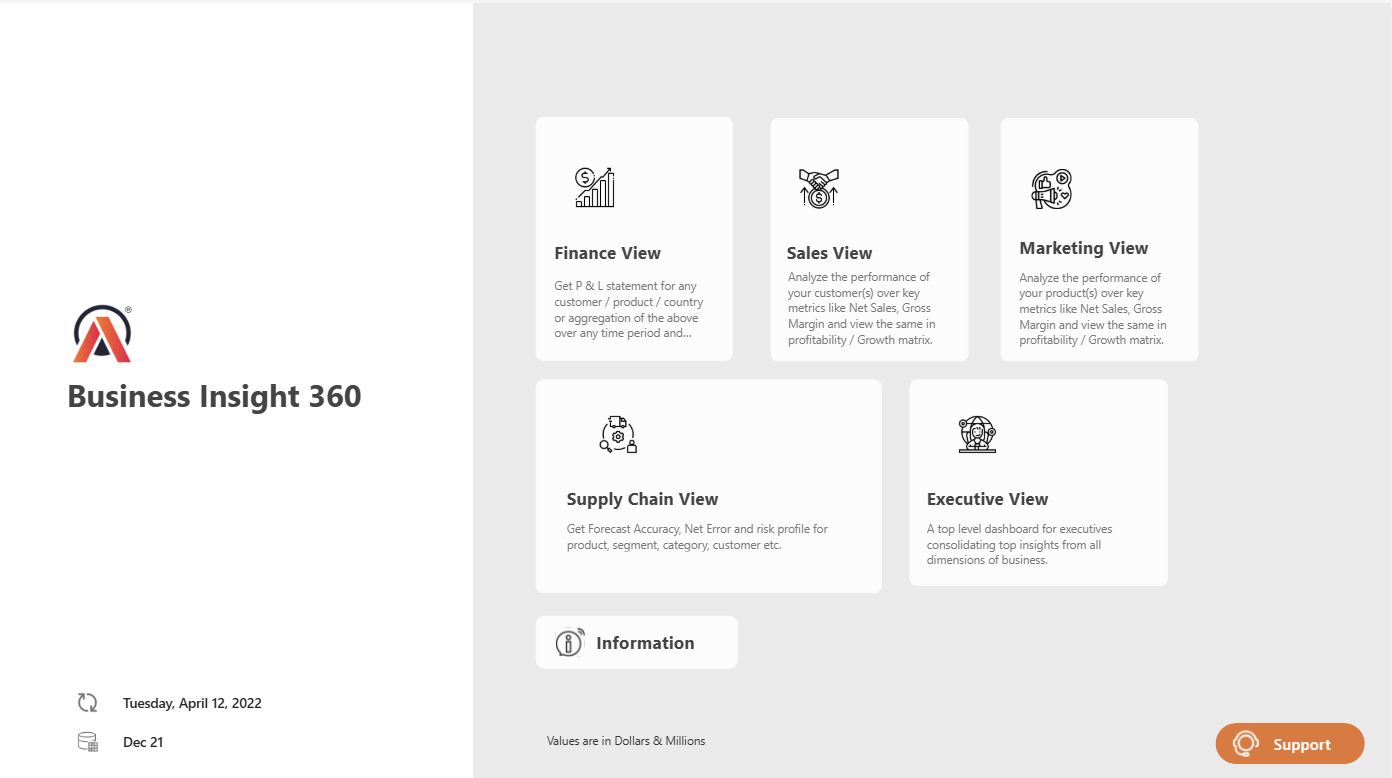 ®
Business Insight 360
Tuesday, April 12, 2022
Dec 21
Finance View
Get P & L statement for any
customer / product / country
or aggregation of the above
over any time period and...
Sales View
Analyze the performance of
your customer(s) over key
metrics like Net Sales, Gross
Margin and view the same in
profitability / Growth matrix.
Marketing View
Analyze the performance of
your product(s) over key
metrics like Net Sales, Gross
Margin and view the same in
profitability / Growth matrix.
Supply Chain View
Get Forecast Accuracy, Net Error and risk profile for
product, segment, category, customer etc.
Executive View
A top level dashboard for executives
consolidating top insights from all
dimensions of business.
Information
Values are in Dollars & Millions
Support